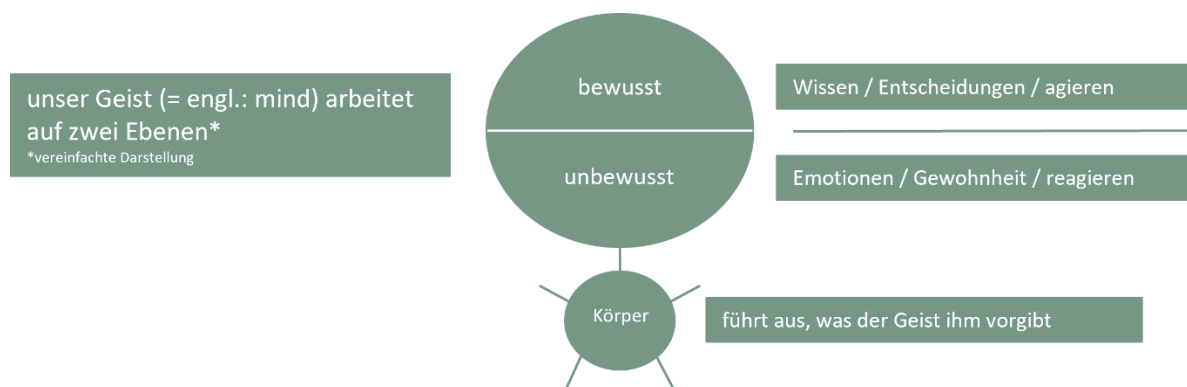 unser Geist (= engl.: mind) arbeitet
auf zwei Ebenen*
*vereinfachte Darstellung
bewusst
unbewusst
Wissen / Entscheidungen / agieren
Emotionen / Gewohnheit / reagieren
Körper
führt aus, was der Geist ihm vorgibt